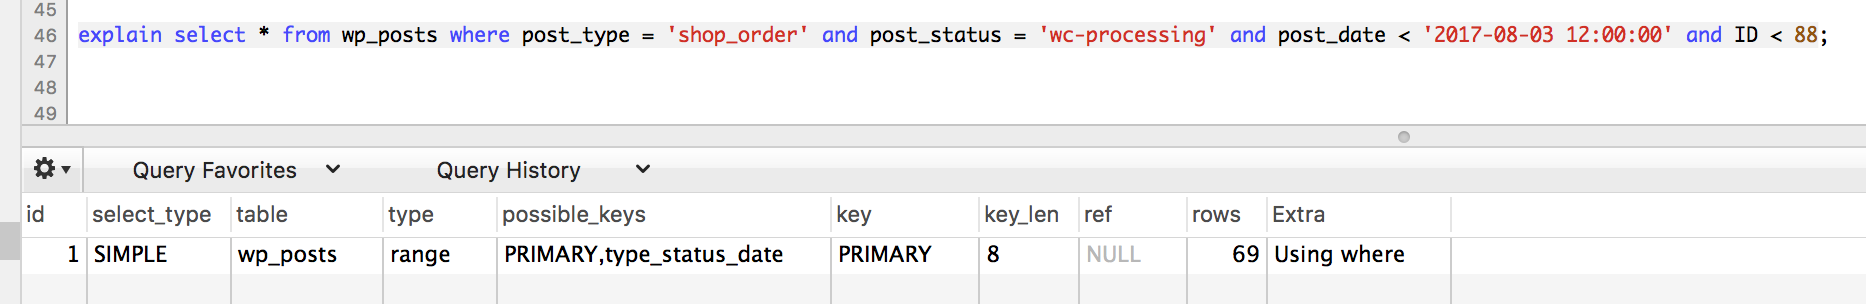 45
46 explain select * from wp_posts where post_type = 'shop_order' and post_status = 'wc-processing' and post_date < '2017-08-03 12:00:00' and ID < 88;
47
48
49
Query Favorites Query History
id select_type table type possible_keys key key_len ref rows Extra
1 SIMPLE wp_posts range PRIMARY,type_status_date PRIMARY 8 NULL 69 Using where